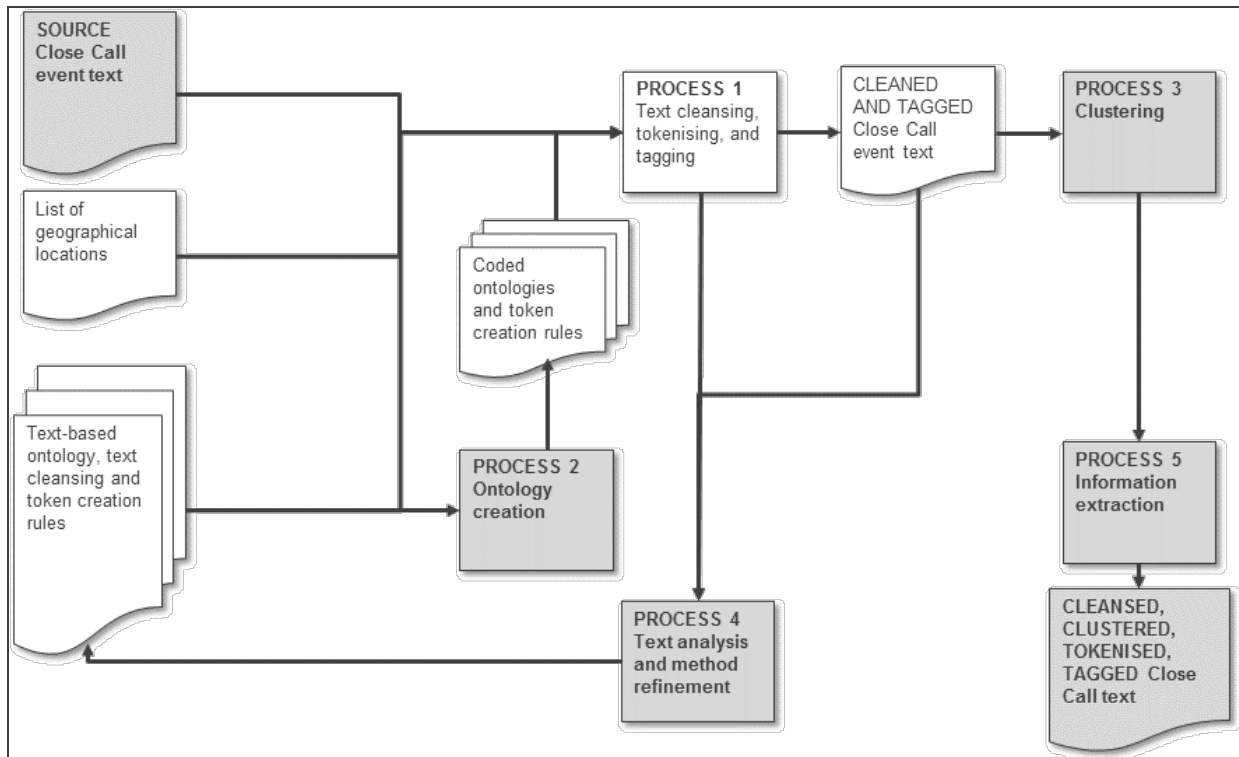 SOURCE
Close Call
event text
List of
geographical
locations
Text-based
ontology, text
cleansing and
token creation
rules
Coded
ontologies
and token
creation rules
PROCESS 2
Ontology
creation
PROCESS 1
Text cleansing,
tokenising, and
tagging
CLEANED
AND TAGGED
Close Call
event text
PROCESS 3
Clustering
PROCESS 4
Text analysis
and method
refinement
PROCESS 5
Information
extraction
CLEANSED,
CLUSTERED,
TOKENISED,
TAGGED Close
Call text